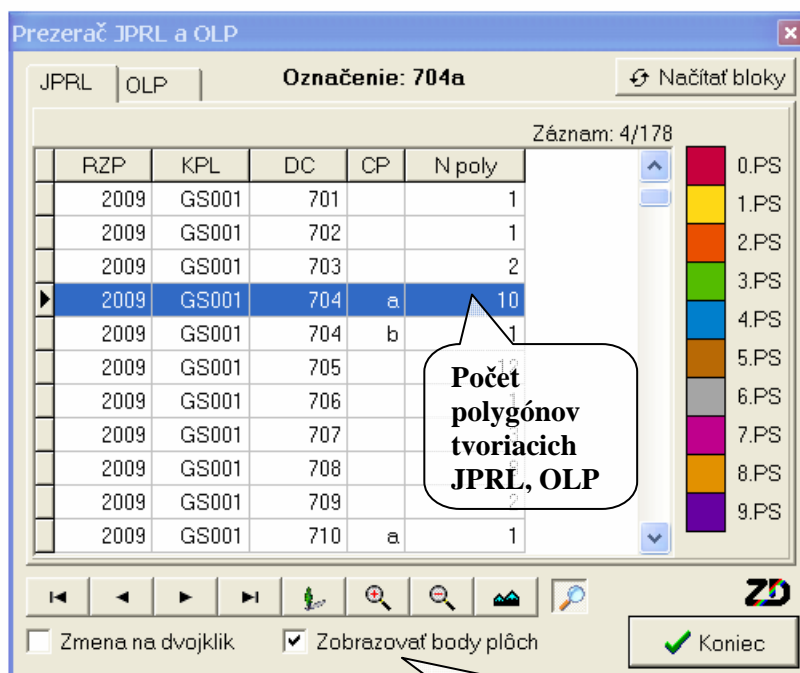 Prezerač JPRL a OLP
JPRL OLP Označenie: 704a Načítať bloky
Záznam: 4/178
RZP KPL DC CP N poly
2009 GS001 701 1
2009 GS001 702 1
2009 GS001 703 2
2009 GS001 704 a 10
2009 GS001 704 b 1
2009 GS001 705
2009 GS001 706
2009 GS001 707
2009 GS001 708
2009 GS001 709 2
2009 GS001 710 a 1
0.PS
1.PS
2.PS
3.PS
4.PS
5.PS
6.PS
7.PS
8.PS
9.PS
Počet
polygónov
tvoriacich
JPRL, OLP
ZD
Zmena na dvojklik Zobrazovať body plôch Koniec